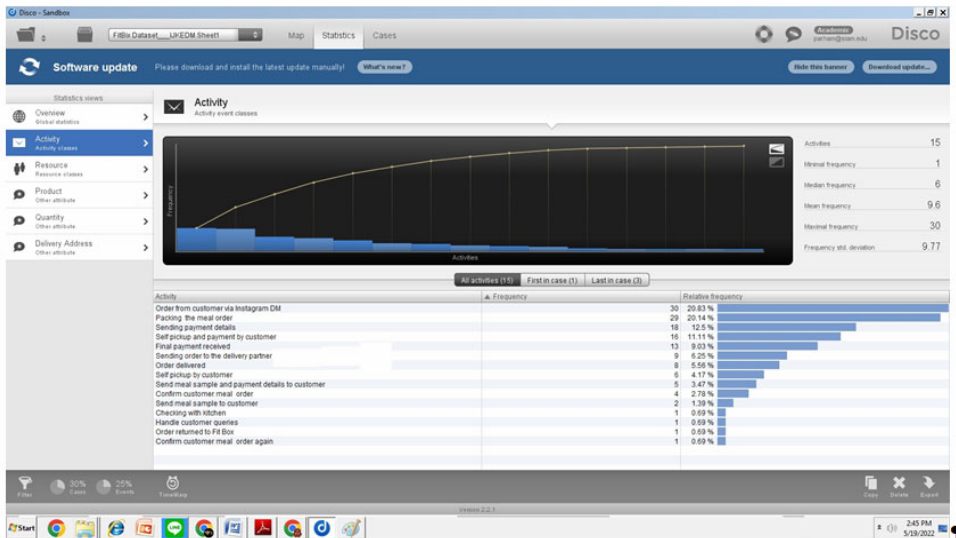 Disco - Sandbox
FitBix Dataset___UKEDM.Sheet1
Map Statistics Cases
Academic
parham@siam.edu
Disco
Software update Please download and install the latest update manually! What's new? Hide this banner Download update...
Statistics views
Overview
Global statistics
Activity
Activity classes
Resource
Resource classes
Product
Other attribute
Quantity
Other attribute
Delivery Address
Other attribute
Activity
Activity event classes
Frequency
Activities
Activities 15
Minimal frequency 1
Median frequency 6
Mean frequency 9.6
Maximal frequency 30
Frequency std. deviation 9.77
All activities (15) First in case (1) Last in case (3)
Activity Frequency Relative frequency
Order from customer via Instagram DM 30 20.83 %
Packing the meal order 29 20.14 %
Sending payment details 18 12.5 %
Self pickup and payment by customer 16 11.11 %
Final payment received 13 9.03 %
Sending order to the delivery partner 9 6.25 %
Order delivered 8 5.56 %
Self pickup by customer 6 4.17 %
Send meal sample and payment details to customer 5 3.47 %
Confirm customer meal order 4 2.78 %
Send meal sample to customer 2 1.39 %
Checking with kitchen 1 0.69 %
Handle customer queries 1 0.69 %
Order returned to Fit Box 1 0.69 %
Confirm customer meal order again 1 0.69 %
Filter
30% Cases
25% Events
TimeWarp
Copy Delete Export
Version 2.2.1
Start
2:45 PM
5/19/2022